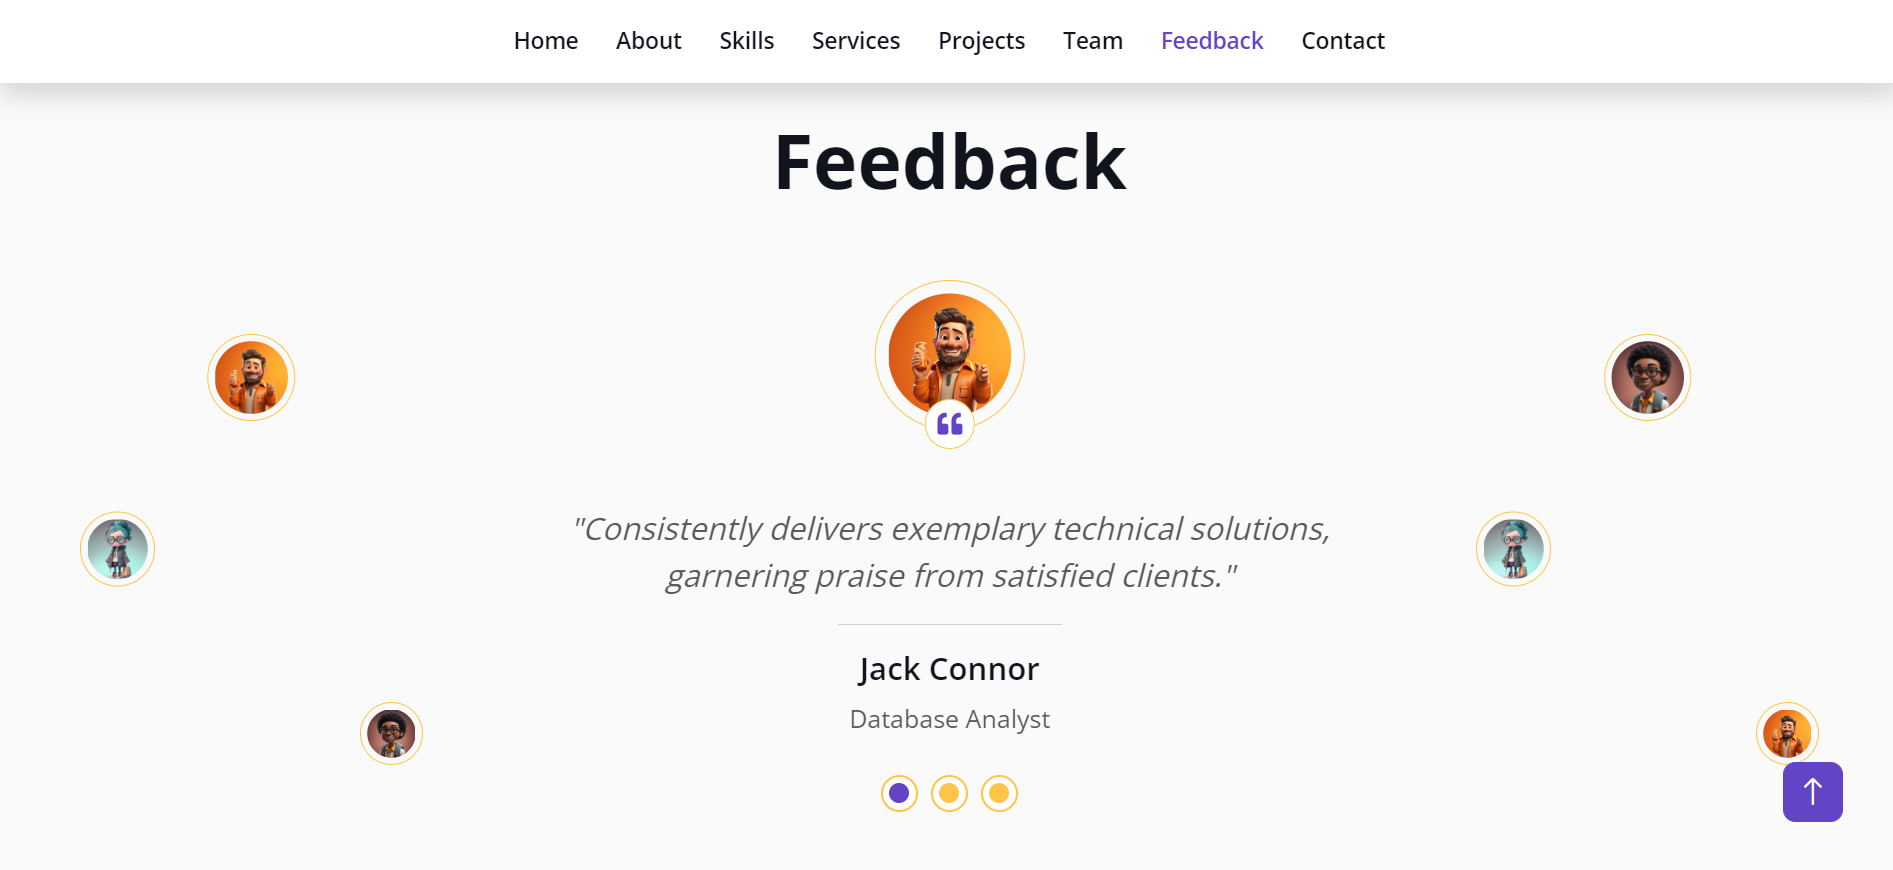 Home About Skills Services Projects Team Feedback Contact
Feedback
"Consistently delivers exemplary technical solutions,
garnering praise from satisfied clients."
Jack Connor
Database Analyst